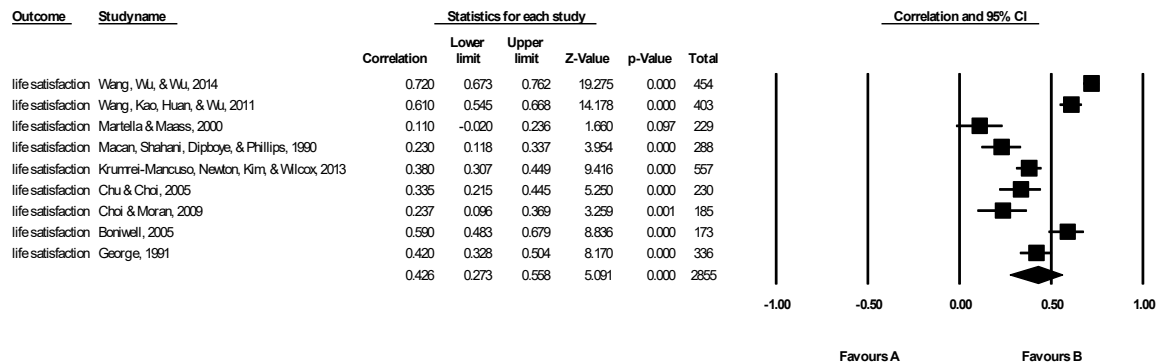 Outcome Studyname Statistics for each study Correlation and 95% CI
Lower Upper
Correlation limit limit Z-Value p-Value Total
life satisfaction Wang, Wu, & Wu, 2014 0.720 0.673 0.762 19.275 0.000 454
life satisfaction Wang, Kao, Huan, & Wu, 2011 0.610 0.545 0.668 14.178 0.000 403
life satisfaction Martella & Maass, 2000 0.110 -0.020 0.236 1.660 0.097 229
life satisfaction Macan, Shahani, Dipboye, & Phillips, 1990 0.230 0.118 0.337 3.954 0.000 288
life satisfaction Krumrei-Mancuso, Newton, Kim, & Wilcox, 2013 0.380 0.307 0.449 9.416 0.000 557
life satisfaction Chu & Choi, 2005 0.335 0.215 0.445 5.250 0.000 230
life satisfaction Choi & Moran, 2009 0.237 0.096 0.369 3.259 0.001 185
life satisfaction Boniwell, 2005 0.590 0.483 0.679 8.836 0.000 173
life satisfaction George, 1991 0.420 0.328 0.504 8.170 0.000 336
0.426 0.273 0.558 5.091 0.000 2855
-1.00 -0.50 0.00 0.50 1.00
Favours A Favours B